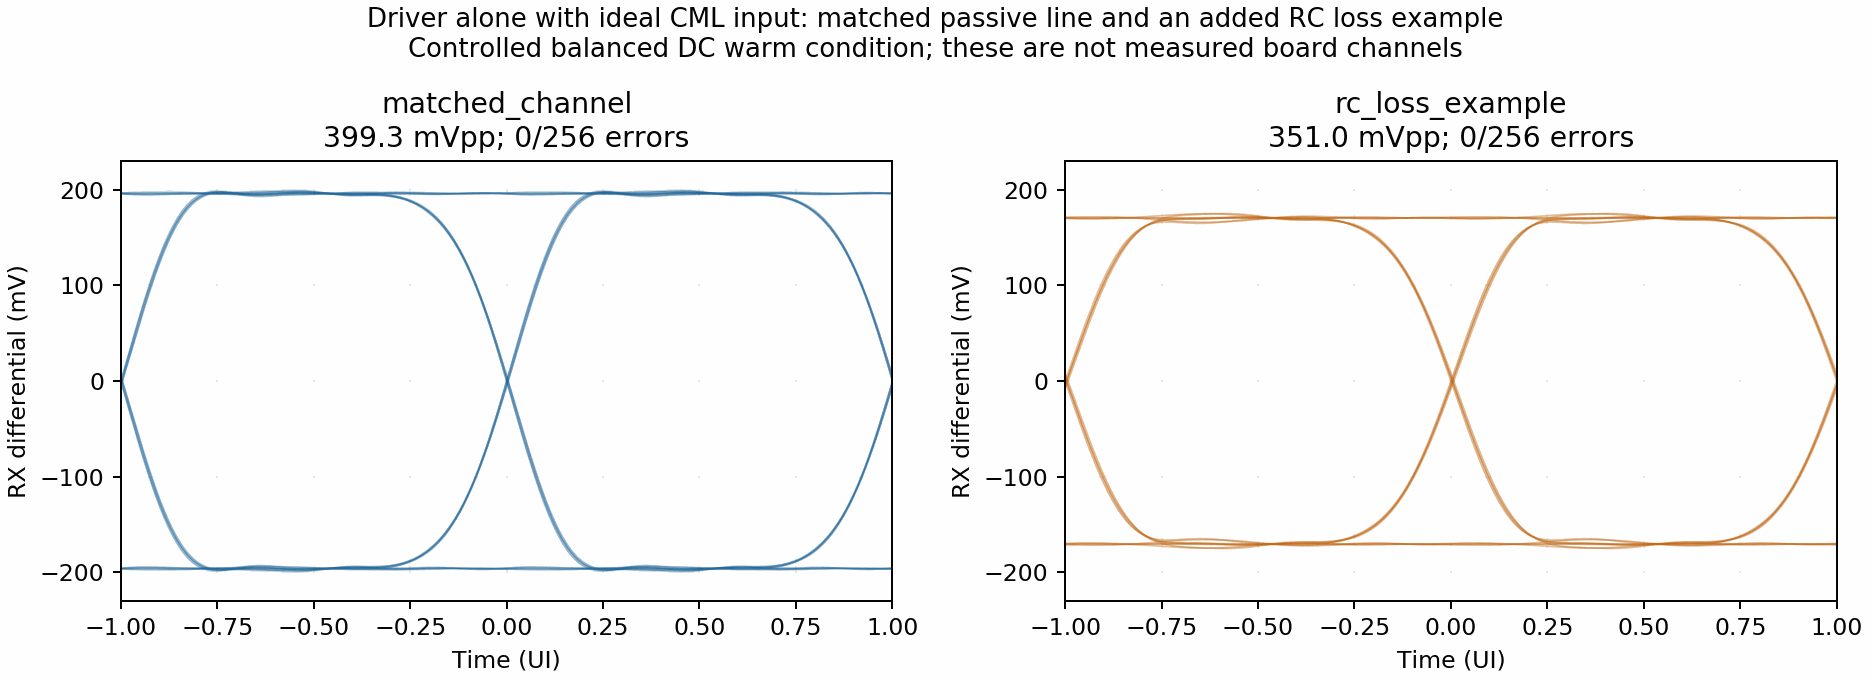 Driver alone with ideal CML input: matched passive line and an added RC loss example
Controlled balanced DC warm condition; these are not measured board channels
matched_channel
399.3 mVpp; 0/256 errors
RX differential (mV)
200
100
0
−100
−200
−1.00 −0.75 −0.50 −0.25 0.00 0.25 0.50 0.75 1.00
Time (UI)
rc_loss_example
351.0 mVpp; 0/256 errors
RX differential (mV)
200
100
0
−100
−200
−1.00 −0.75 −0.50 −0.25 0.00 0.25 0.50 0.75 1.00
Time (UI)